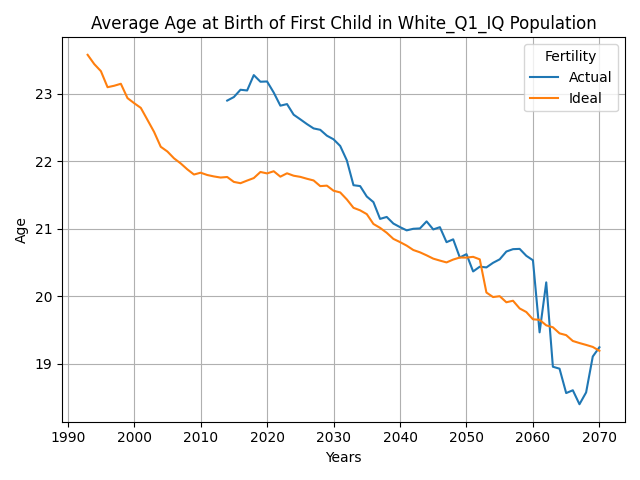 Average Age at Birth of First Child in White_Q1_IQ Population
Fertility
Actual
Ideal
Age
23
22
21
20
19
1990
2000
2010
2020
2030
2040
2050
2060
2070
Years